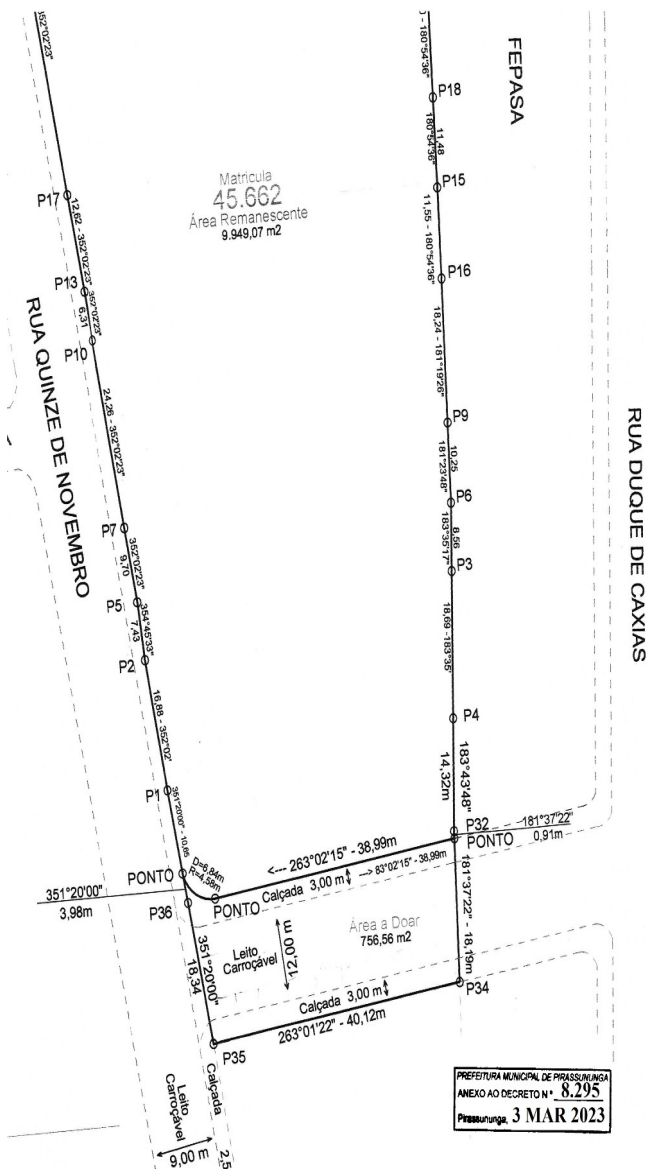 352°02'23"
0 - 180°54'36"
FEPASA
P18
11,48
180°54'36"
P15
Matricula
45.662
Área Remanescente
9.949,07 m2
P17
12,62 - 352°02'23"
11,55 - 180°54'36"
P16
P13
6,31
352°02'23"
P10
18,24 - 181°19'26"
RUA QUINZE DE NOVEMBRO
24,26 - 352°02'23"
P9
10,25
181°23'48"
RUA DUQUE DE CAXIAS
P6
8,56
183°35'17"
P7
352°02'23"
9,70
P3
P5
354°45'33"
7,43
18,69 - 183°35'
P2
16,88 - 352°02'
P4
183°43'48"
14,32m
P1
351°20'00" - 10,65
P32
181°37'22"
PONTO
0,91m
<--- 263°02'15" - 38,99m
---> 83°02'15" - 38,99m
D=6,84m
R=4,58m
PONTO
Calçada 3,00 m
351°20'00"
3,98m
P36
PONTO
181°37'22" - 18,19m
Área a Doar
756,56 m2
351°20'00"
18,34
Leito
Carroçável
12,00 m
P34
Calçada 3,00 m
263°01'22" - 40,12m
P35
Calçada
Leito
Carroçável
9,00 m
2,5
PREFEITURA MUNICIPAL DE PIRASSUNUNGA
ANEXO AO DECRETO N° 8.295
Pirassununga, 3 MAR 2023